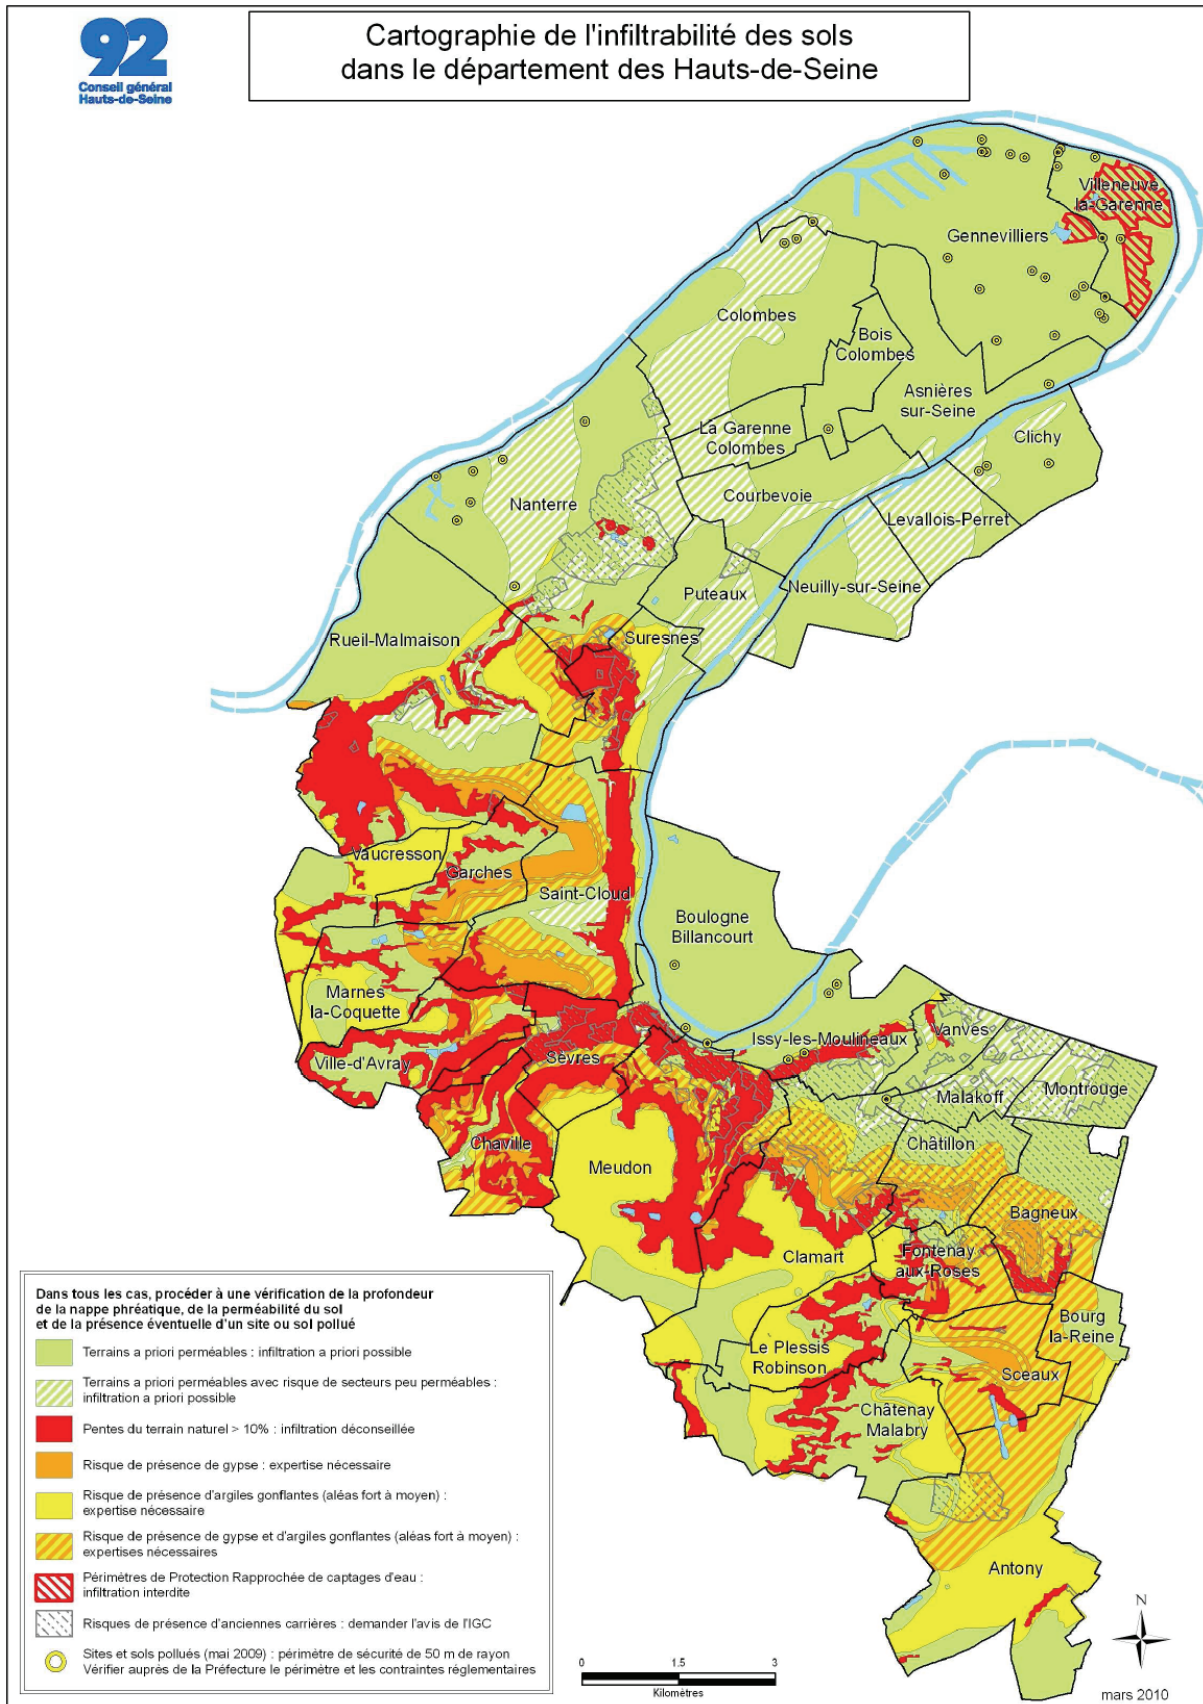 92
Conseil général
Hauts-de-Seine
Cartographie de l'infiltrabilité des sols
dans le département des Hauts-de-Seine
Villeneuve
la-Garenne
Gennevilliers
Colombes
Bois
Colombes
Asnières
sur-Seine
La Garenne
Colombes
Clichy
Courbevoie
Nanterre
Levallois-Perret
Puteaux
Neuilly-sur-Seine
Rueil-Malmaison
Suresnes
Vaucresson
Garches
Saint-Cloud
Boulogne
Billancourt
Marnes
la-Coquette
Ville-d'Avray
Sèvres
Issy-les-Moulineaux
Vanves
Malakoff
Montrouge
Chaville
Meudon
Châtillon
Bagneux
Clamart
Fontenay
aux-Roses
Bourg
la-Reine
Le Plessis
Robinson
Sceaux
Châtenay
Malabry
Antony
Dans tous les cas, procéder à une vérification de la profondeur
de la nappe phréatique, de la perméabilité du sol
et de la présence éventuelle d'un site ou sol pollué
Terrains a priori perméables : infiltration a priori possible
Terrains a priori perméables avec risque de secteurs peu perméables :
infiltration a priori possible
Pentes du terrain naturel > 10% : infiltration déconseillée
Risque de présence de gypse : expertise nécessaire
Risque de présence d'argiles gonflantes (aléas fort à moyen) :
expertise nécessaire
Risque de présence de gypse et d'argiles gonflantes (aléas fort à moyen) :
expertises nécessaires
Périmètres de Protection Rapprochée de captages d'eau :
infiltration interdite
Risques de présence d'anciennes carrières : demander l'avis de l'IGC
Sites et sols pollués (mai 2009) : périmètre de sécurité de 50 m de rayon
Vérifier auprès de la Préfecture le périmètre et les contraintes réglementaires
0 1.5 3
Kilomètres
N
mars 2010